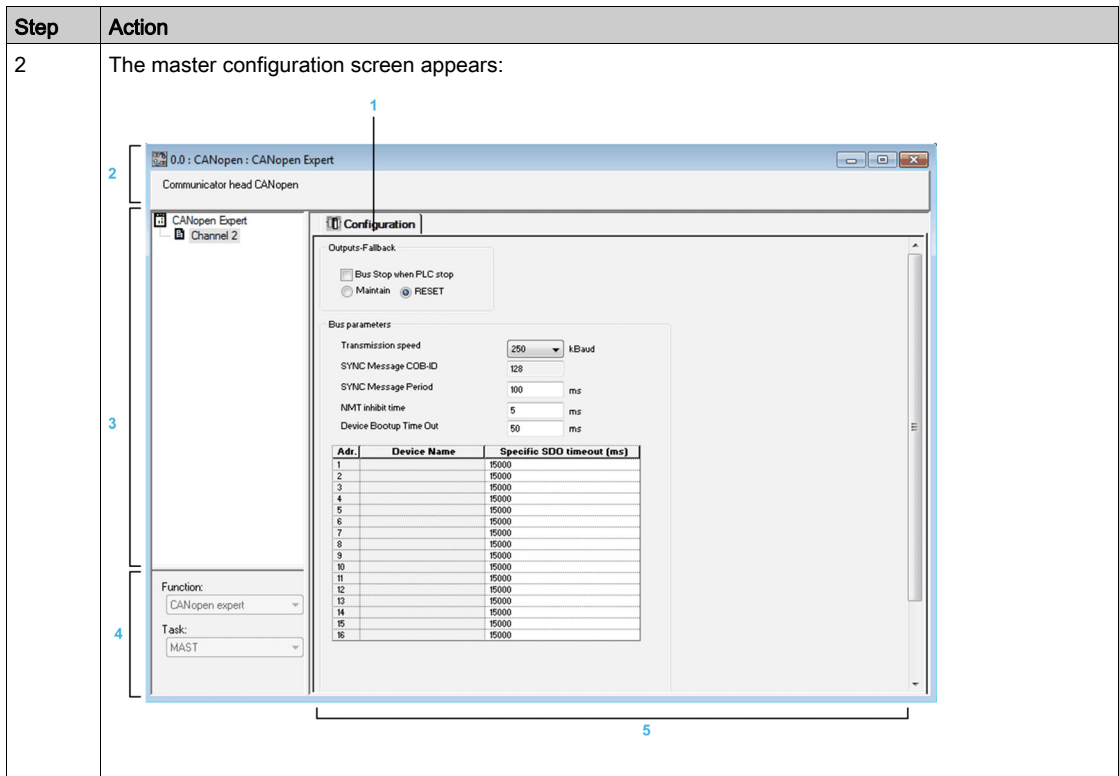 Step Action
2 The master configuration screen appears:
1
2
0.0 : CANopen : CANopen Expert
Communicator head CANopen
3
CANopen Expert
Channel 2
Configuration
Outputs-Fallback
Bus Stop when PLC stop
Maintain RESET
Bus parameters
Transmission speed 250 kBaud
SYNC Message COB-ID 128
SYNC Message Period 100 ms
NMT inhibit time 5 ms
Device Bootup Time Out 50 ms
Adr. Device Name Specific SDO timeout (ms)
1 15000
2 15000
3 15000
4 15000
5 15000
6 15000
7 15000
8 15000
9 15000
10 15000
11 15000
12 15000
13 15000
14 15000
15 15000
16 15000
4
Function:
CANopen expert
Task:
MAST
5